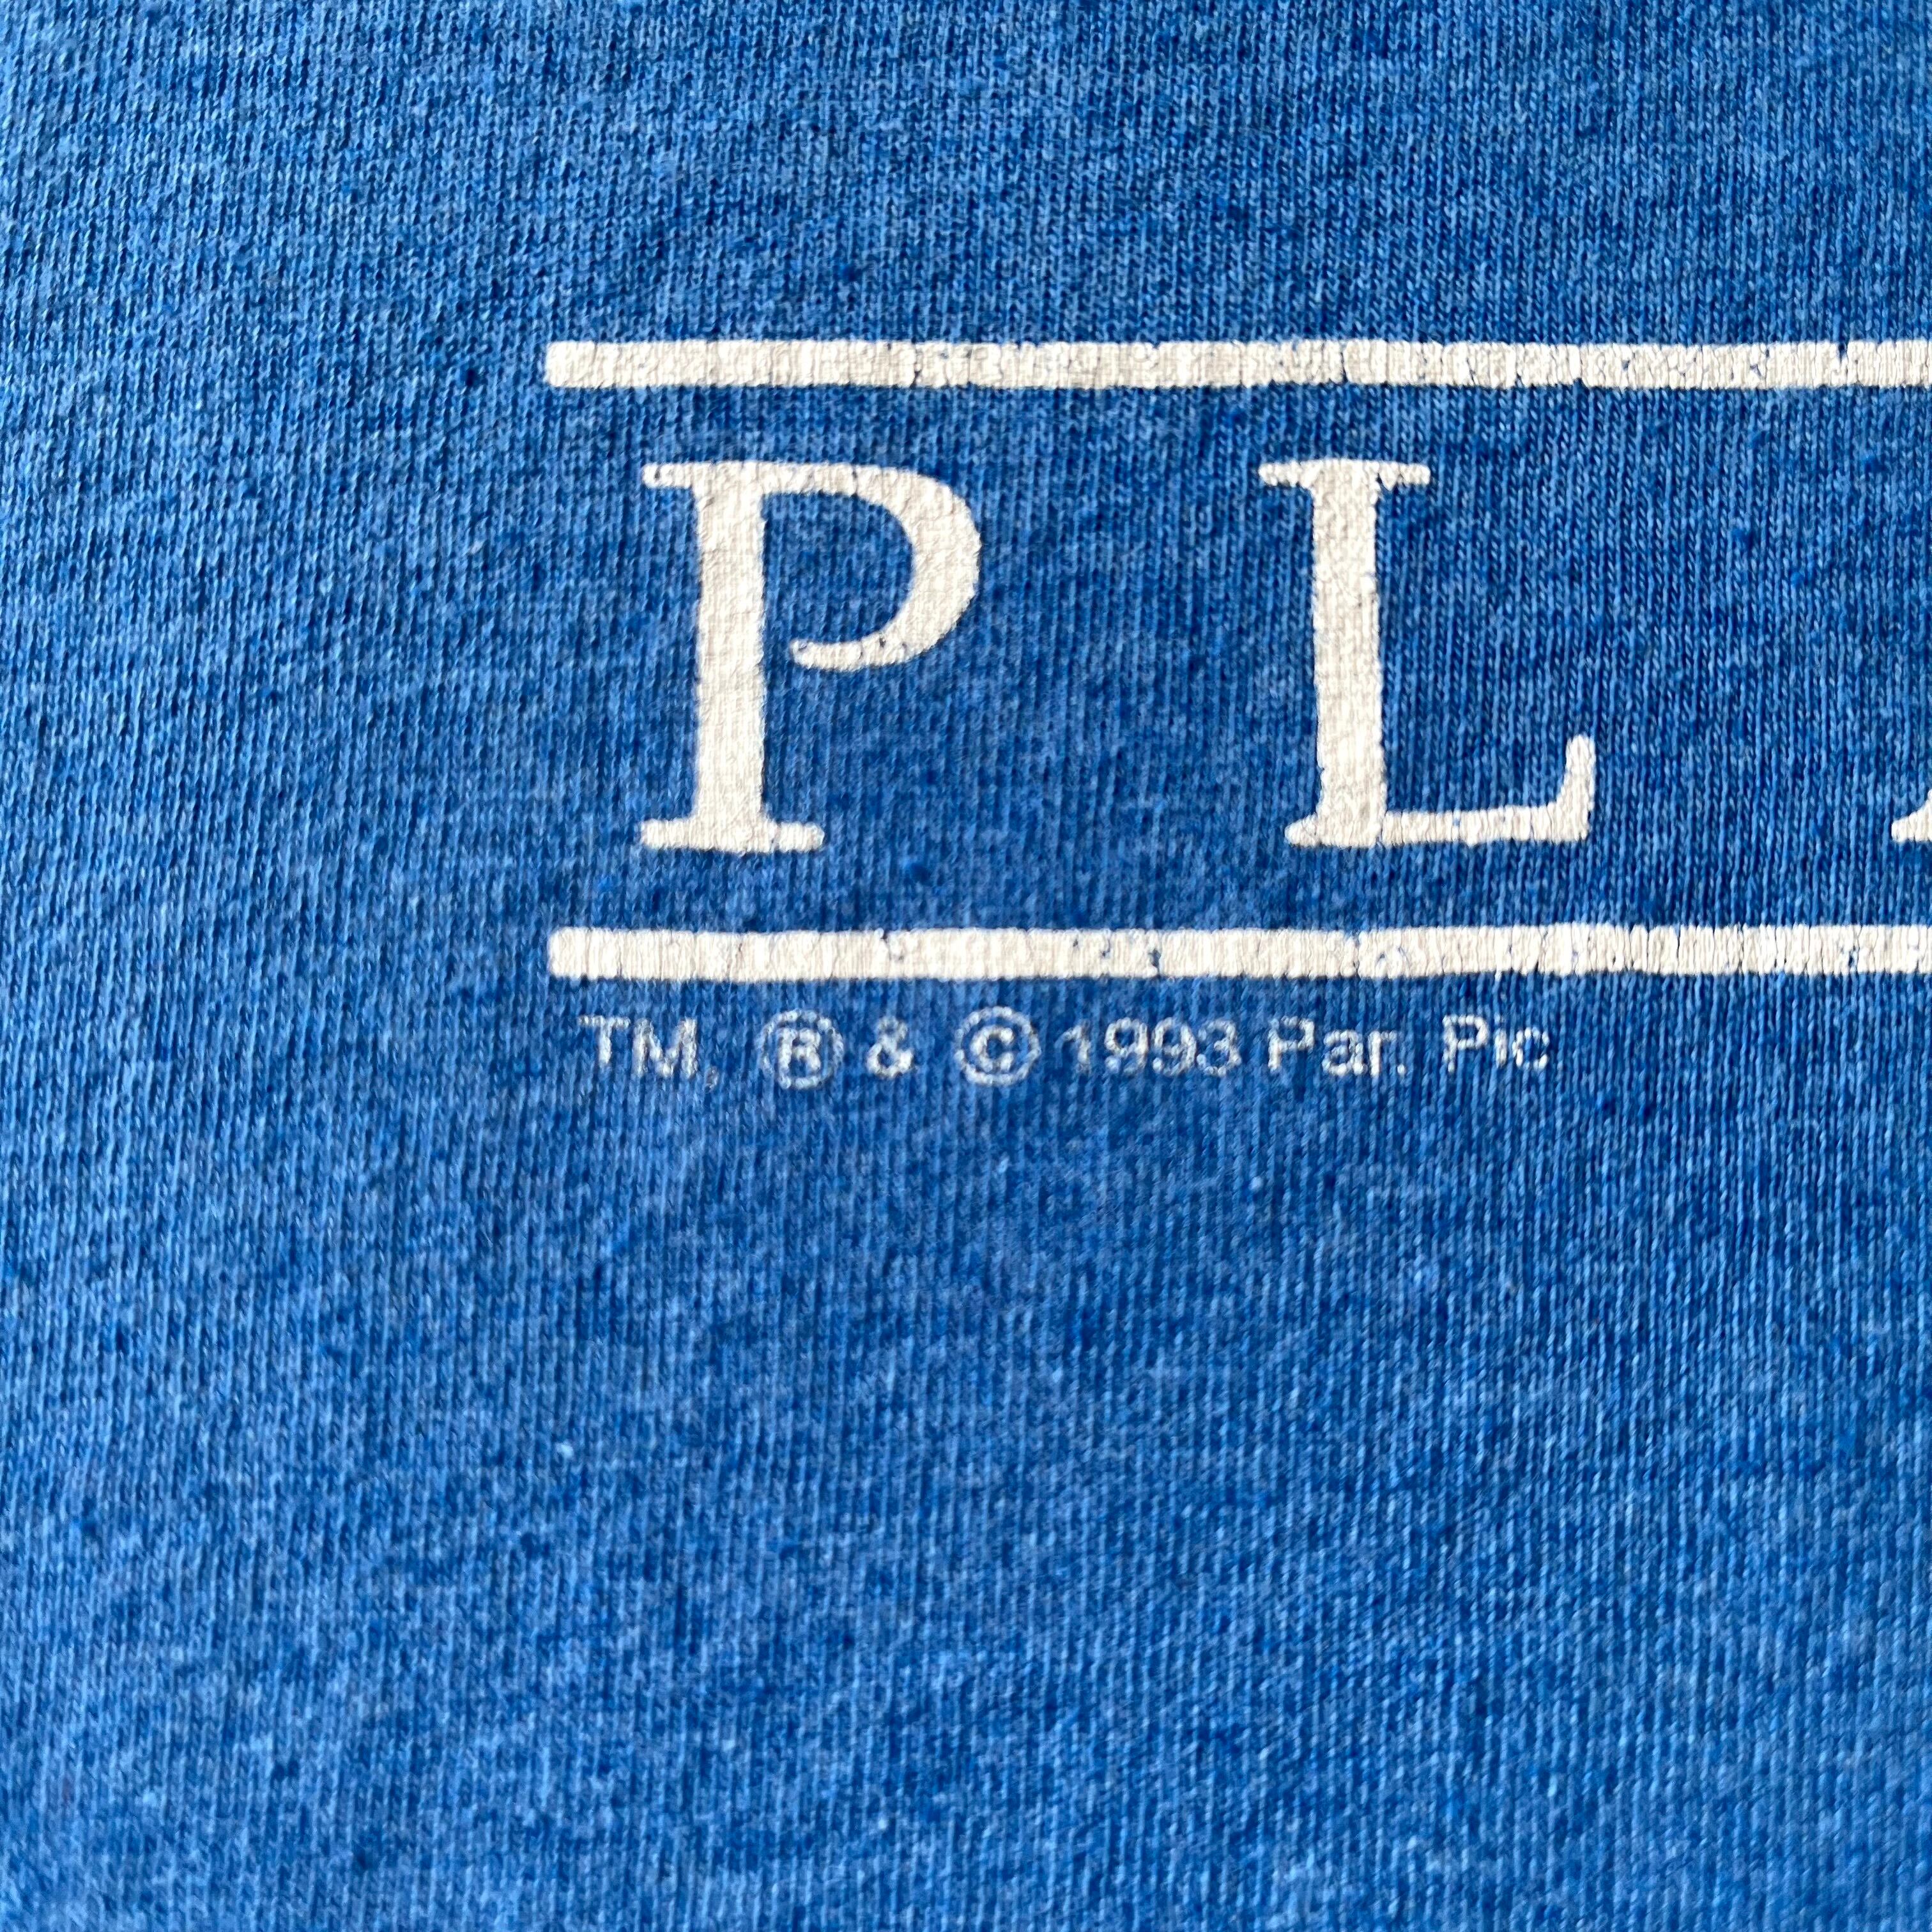 PL
TM, ® & © 1993 Par. Pic